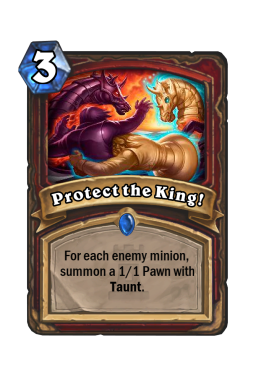 3
Protect the King!
For each enemy minion,
summon a 1/1 Pawn with
Taunt.